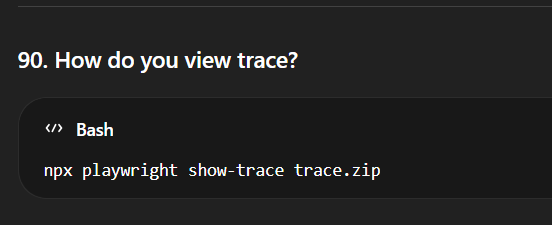 90. How do you view trace?
Bash
npx playwright show-trace trace.zip